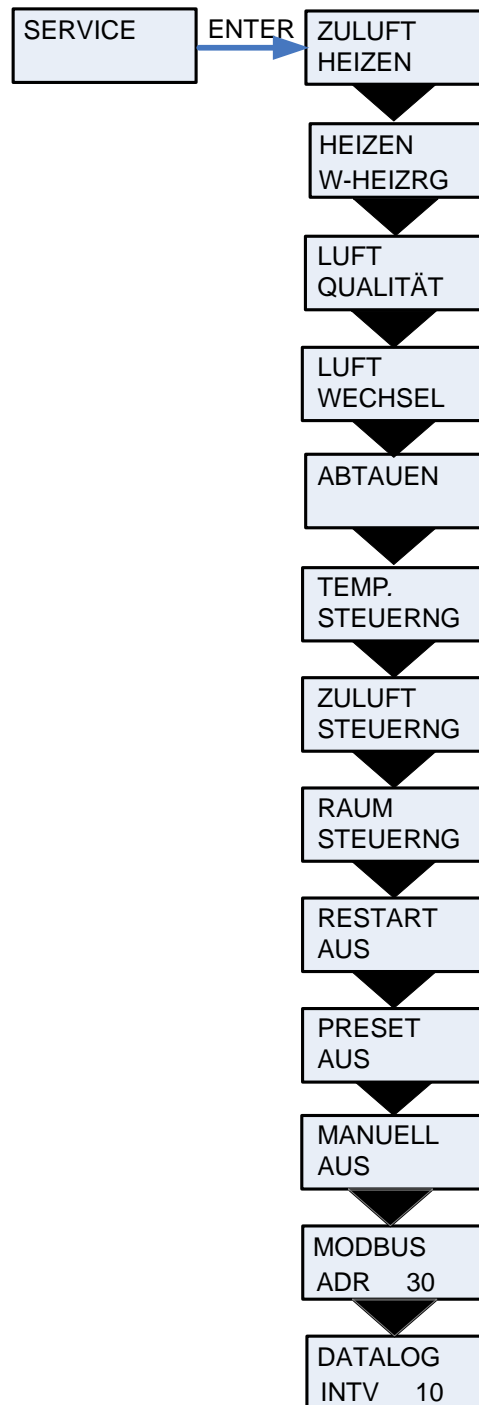 SERVICE
ENTER
ZULUFT
HEIZEN
HEIZEN
W-HEIZRG
LUFT
QUALITÄT
LUFT
WECHSEL
ABTAUEN
TEMP.
STEUERNG
ZULUFT
STEUERNG
RAUM
STEUERNG
RESTART
AUS
PRESET
AUS
MANUELL
AUS
MODBUS
ADR 30
DATALOG
INTV 10